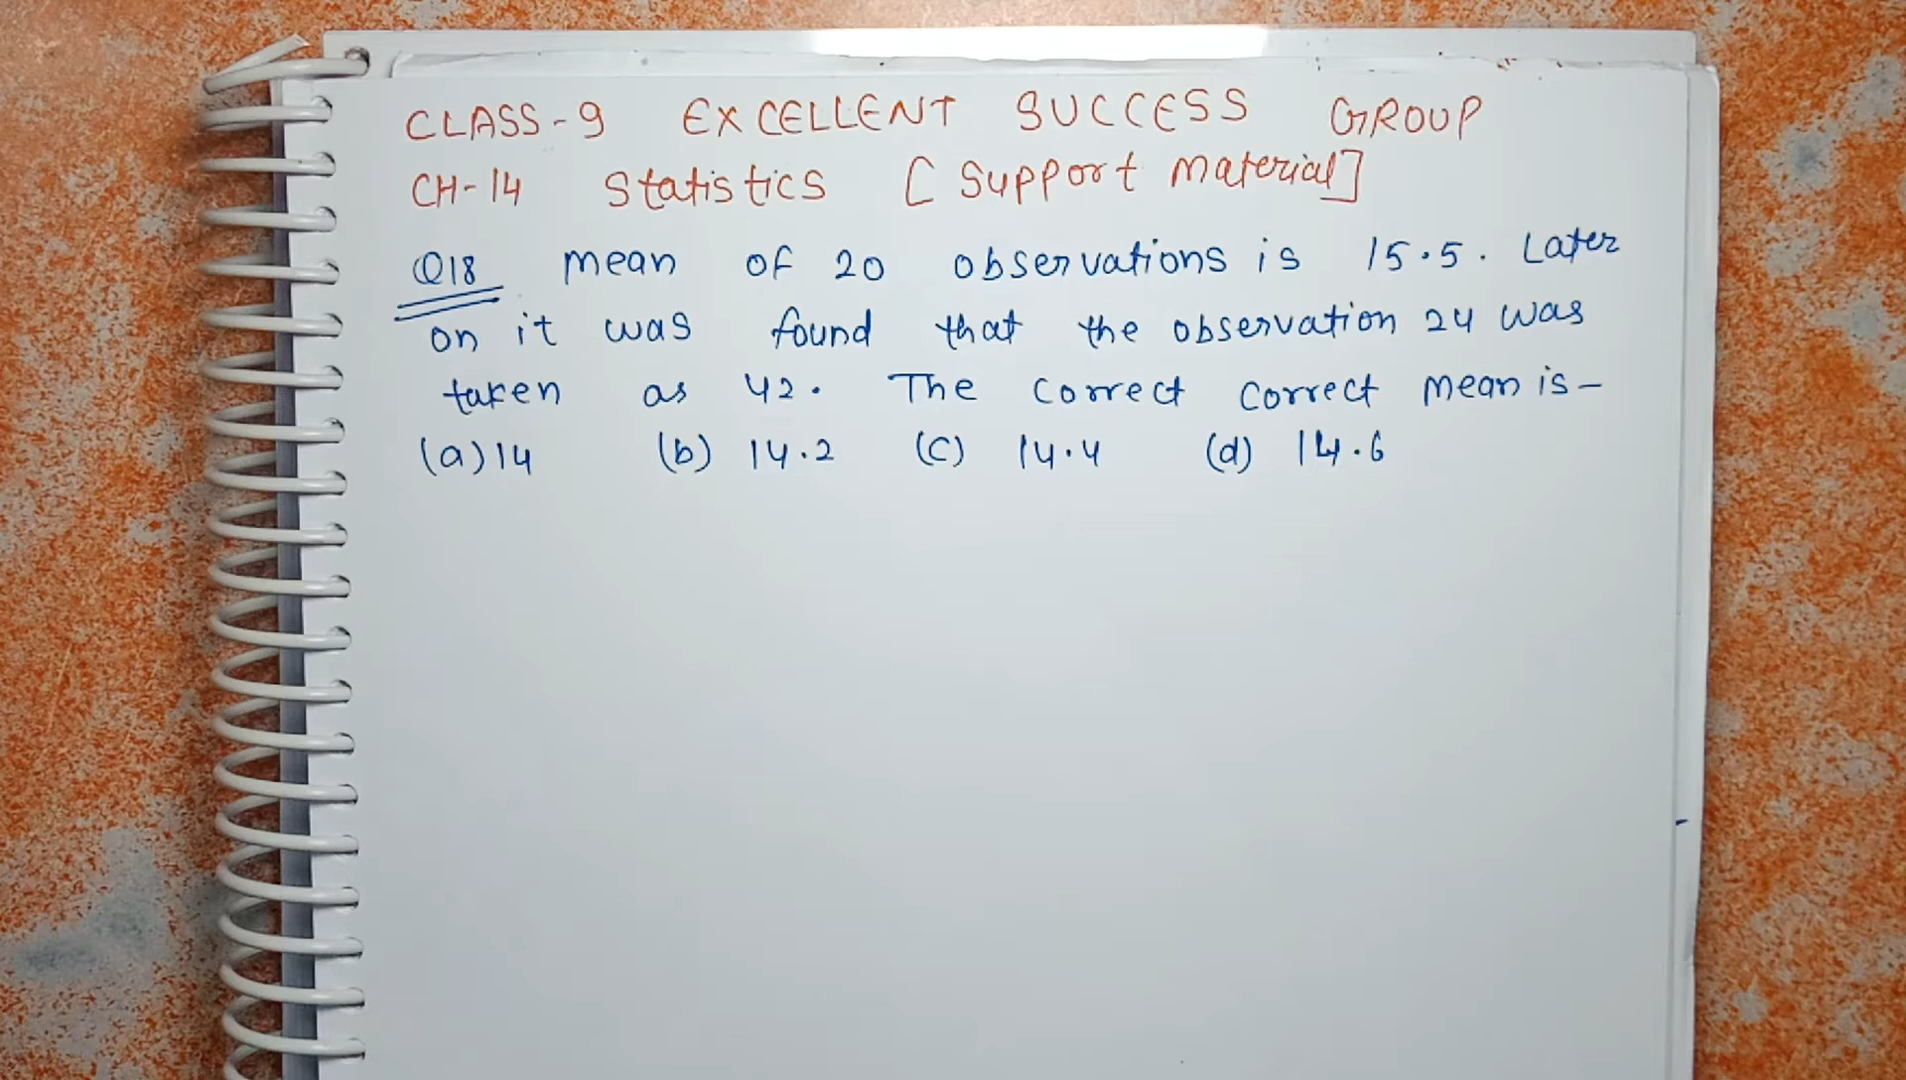 CLASS-9 EXCELLENT SUCCESS GROUP
CH-14 Statistics [Support Material]
Q18 mean of 20 observations is 15.5. Later
on it was found that the observation 24 was
taken as 42. The correct correct mean is-
(a) 14 (b) 14.2 (c) 14.4 (d) 14.6